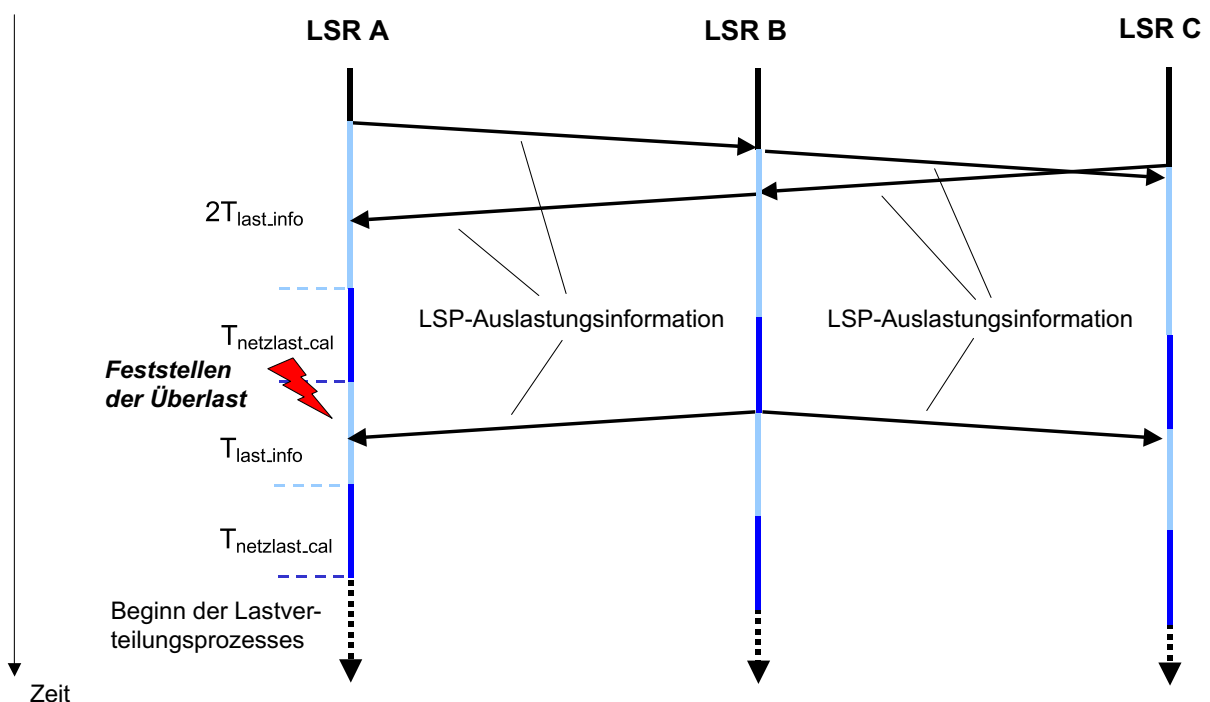 LSR A
LSR B
LSR C
2T_last_info
T_netzlast_cal
LSP-Auslastungsinformation
LSP-Auslastungsinformation
Feststellen
der Überlast
T_last_info
T_netzlast_cal
Beginn der Lastver-
teilungsprozesses
Zeit